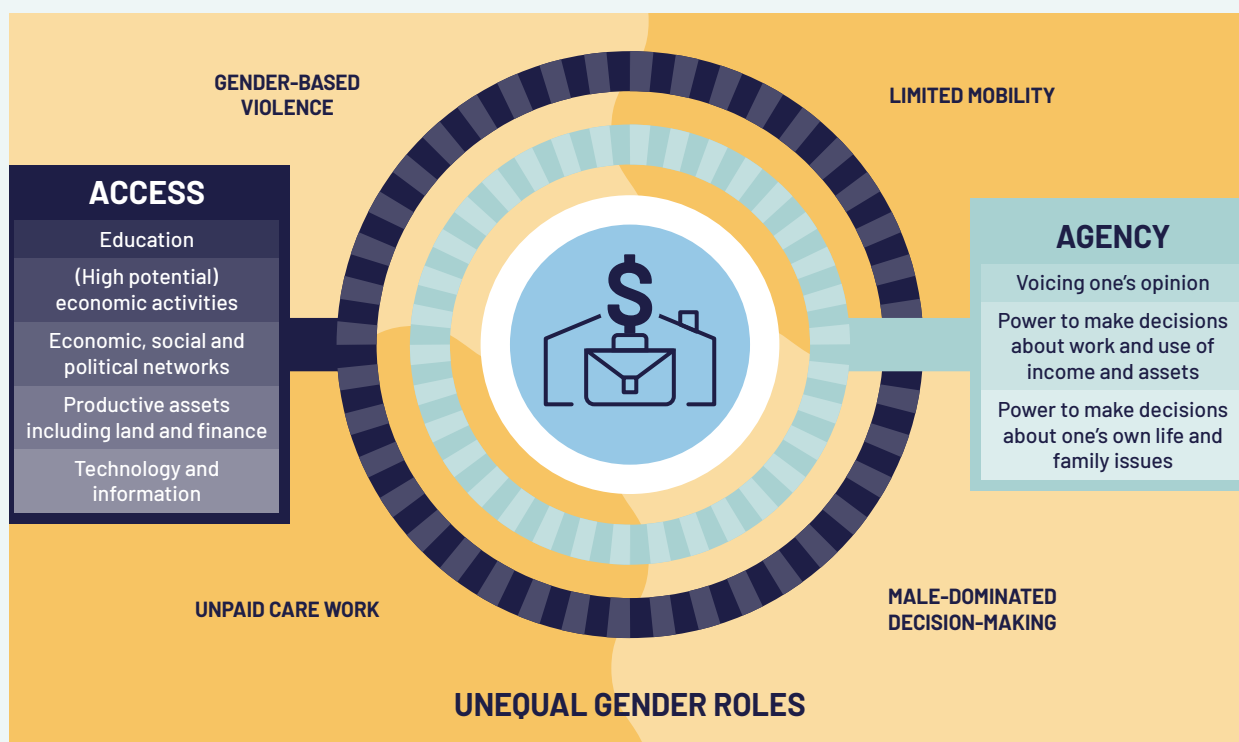 GENDER-BASED
VIOLENCE
LIMITED MOBILITY
ACCESS
Education
(High potential)
economic activities
Economic, social and
political networks
Productive assets
including land and finance
Technology and
information
$
AGENCY
Voicing one's opinion
Power to make decisions
about work and use of
income and assets
Power to make decisions
about one's own life and
family issues
UNPAID CARE WORK
MALE-DOMINATED
DECISION-MAKING
UNEQUAL GENDER ROLES